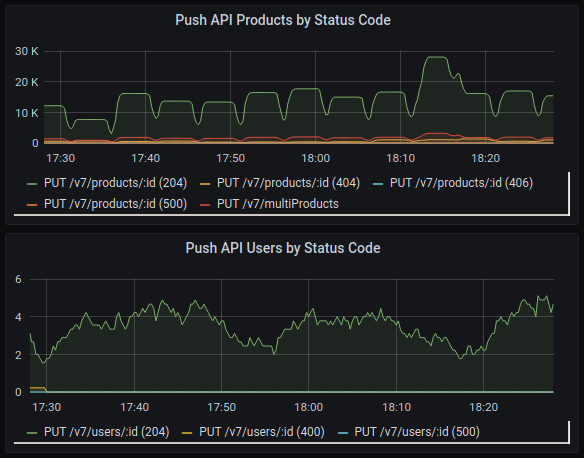 Push API Products by Status Code
30 K
20 K
10 K
0
17:30 17:40 17:50 18:00 18:10 18:20
PUT /v7/products/:id (204) PUT /v7/products/:id (404) PUT /v7/products/:id (406)
PUT /v7/products/:id (500) PUT /v7/multiProducts
Push API Users by Status Code
6
4
2
0
17:30 17:40 17:50 18:00 18:10 18:20
PUT /v7/users/:id (204) PUT /v7/users/:id (400) PUT /v7/users/:id (500)